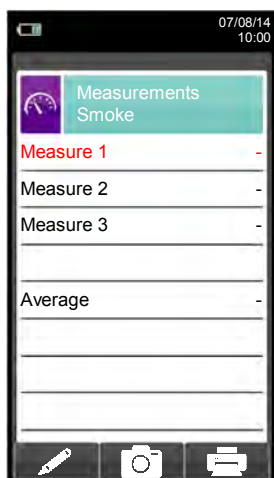 07/08/14
10:00
Measurements
Smoke
Measure 1 -
Measure 2 -
Measure 3 -
Average -